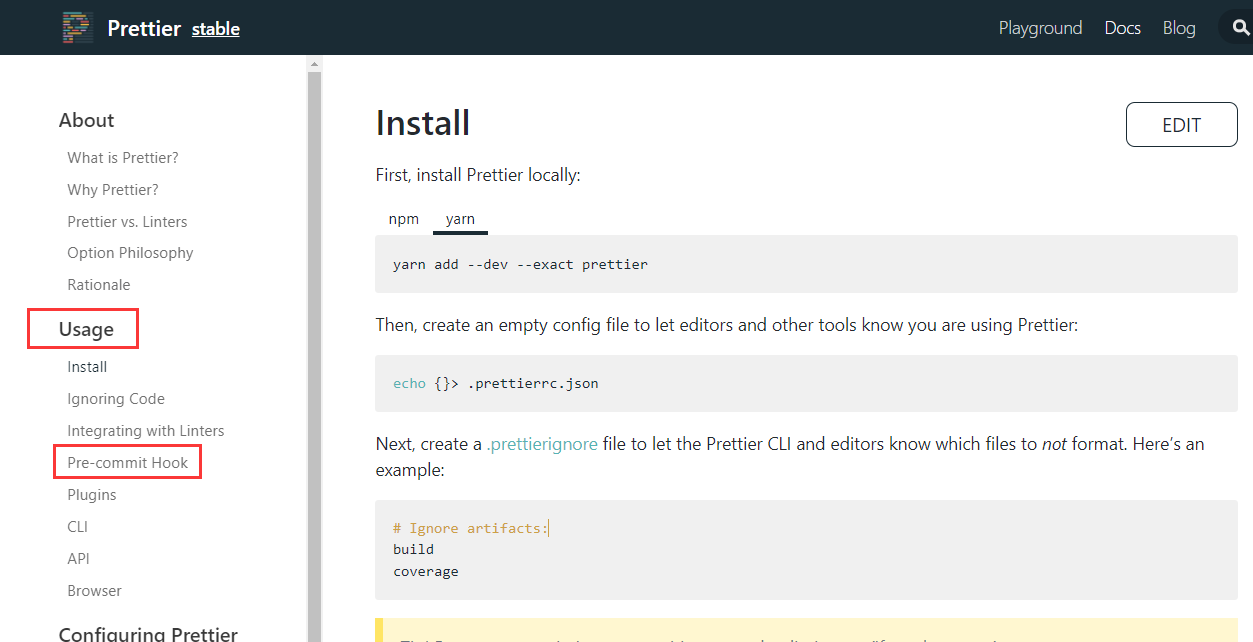 Prettier stable
Playground Docs Blog
About
What is Prettier?
Why Prettier?
Prettier vs. Linters
Option Philosophy
Rationale
Usage
Install
Ignoring Code
Integrating with Linters
Pre-commit Hook
Plugins
CLI
API
Browser
Configuring Prettier
Install
EDIT
First, install Prettier locally:
npm yarn
yarn add --dev --exact prettier
Then, create an empty config file to let editors and other tools know you are using Prettier:
echo {}> .prettierrc.json
Next, create a .prettierignore file to let the Prettier CLI and editors know which files to not format. Here’s an
example:
# Ignore artifacts:
build
coverage